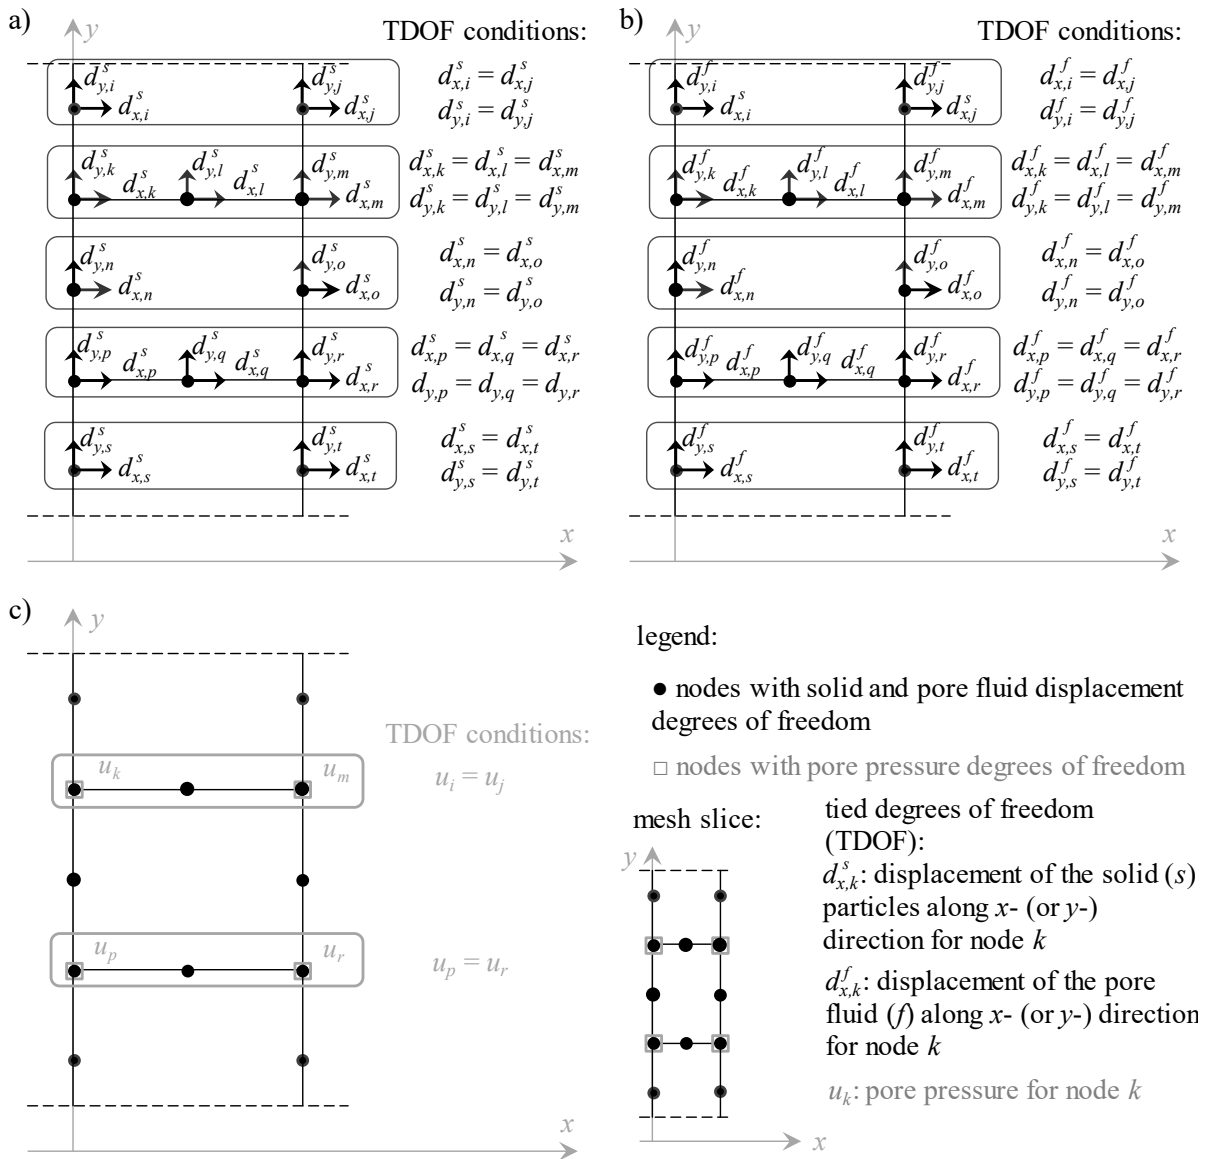 a)
y
TDOF conditions:
d^s_{y,i} d^s_{y,j} d^s_{x,i} = d^s_{x,j}
d^s_{x,i} d^s_{x,j} d^s_{y,i} = d^s_{y,j}
d^s_{y,k} d^s_{x,k} d^s_{y,l} d^s_{x,l} d^s_{y,m} d^s_{x,k} = d^s_{x,l} = d^s_{x,m}
d^s_{x,m} d^s_{y,k} = d^s_{y,l} = d^s_{y,m}
d^s_{y,n} d^s_{y,o} d^s_{x,n} = d^s_{x,o}
d^s_{x,n} d^s_{x,o} d^s_{y,n} = d^s_{y,o}
d^s_{y,p} d^s_{x,p} d^s_{y,q} d^s_{x,q} d^s_{y,r} d^s_{x,p} = d^s_{x,q} = d^s_{x,r}
d^s_{x,r} d_{y,p} = d_{y,q} = d_{y,r}
d^s_{y,s} d^s_{y,t} d^s_{x,s} = d^s_{x,t}
d^s_{x,s} d^s_{x,t} d^s_{y,s} = d^s_{y,t}
x
b)
y
TDOF conditions:
d^f_{y,i} d^f_{y,j} d^f_{x,i} = d^f_{x,j}
d^s_{x,i} d^s_{x,j} d^f_{y,i} = d^f_{y,j}
d^f_{y,k} d^f_{x,k} d^f_{y,l} d^f_{x,l} d^f_{y,m} d^f_{x,k} = d^f_{x,l} = d^f_{x,m}
d^f_{x,m} d^f_{y,k} = d^f_{y,l} = d^f_{y,m}
d^f_{y,n} d^f_{y,o} d^f_{x,n} = d^f_{x,o}
d^f_{x,n} d^f_{x,o} d^f_{y,n} = d^f_{y,o}
d^f_{y,p} d^f_{x,p} d^f_{y,q} d^f_{x,q} d^f_{y,r} d^f_{x,p} = d^f_{x,q} = d^f_{x,r}
d^f_{x,r} d^f_{y,p} = d^f_{y,q} = d^f_{y,r}
d^f_{y,s} d^f_{y,t} d^f_{x,s} = d^f_{x,t}
d^f_{x,s} d^f_{x,t} d^f_{y,s} = d^f_{y,t}
x
c)
y
TDOF conditions:
u_k u_m u_i = u_j
u_p u_r u_p = u_r
x
legend:
● nodes with solid and pore fluid displacement
degrees of freedom
□ nodes with pore pressure degrees of freedom
mesh slice:
y
x
tied degrees of freedom
(TDOF):
d^s_{x,k}: displacement of the solid (s)
particles along x- (or y-)
direction for node k
d^f_{x,k}: displacement of the pore
fluid (f) along x- (or y-) direction
for node k
u_k: pore pressure for node k